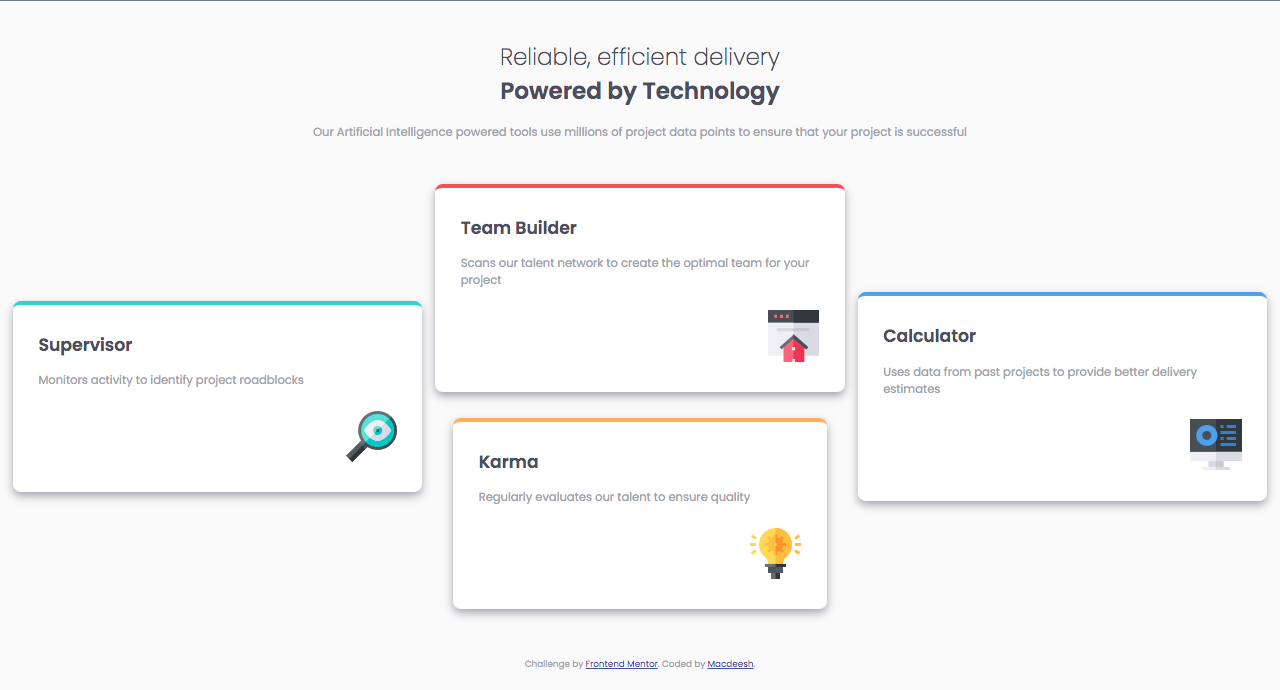 Reliable, efficient delivery
Powered by Technology
Our Artificial Intelligence powered tools use millions of project data points to ensure that your project is successful
Supervisor
Monitors activity to identify project roadblocks
Team Builder
Scans our talent network to create the optimal team for your
project
Karma
Regularly evaluates our talent to ensure quality
Calculator
Uses data from past projects to provide better delivery
estimates
Challenge by Frontend Mentor. Coded by Macdeesh.